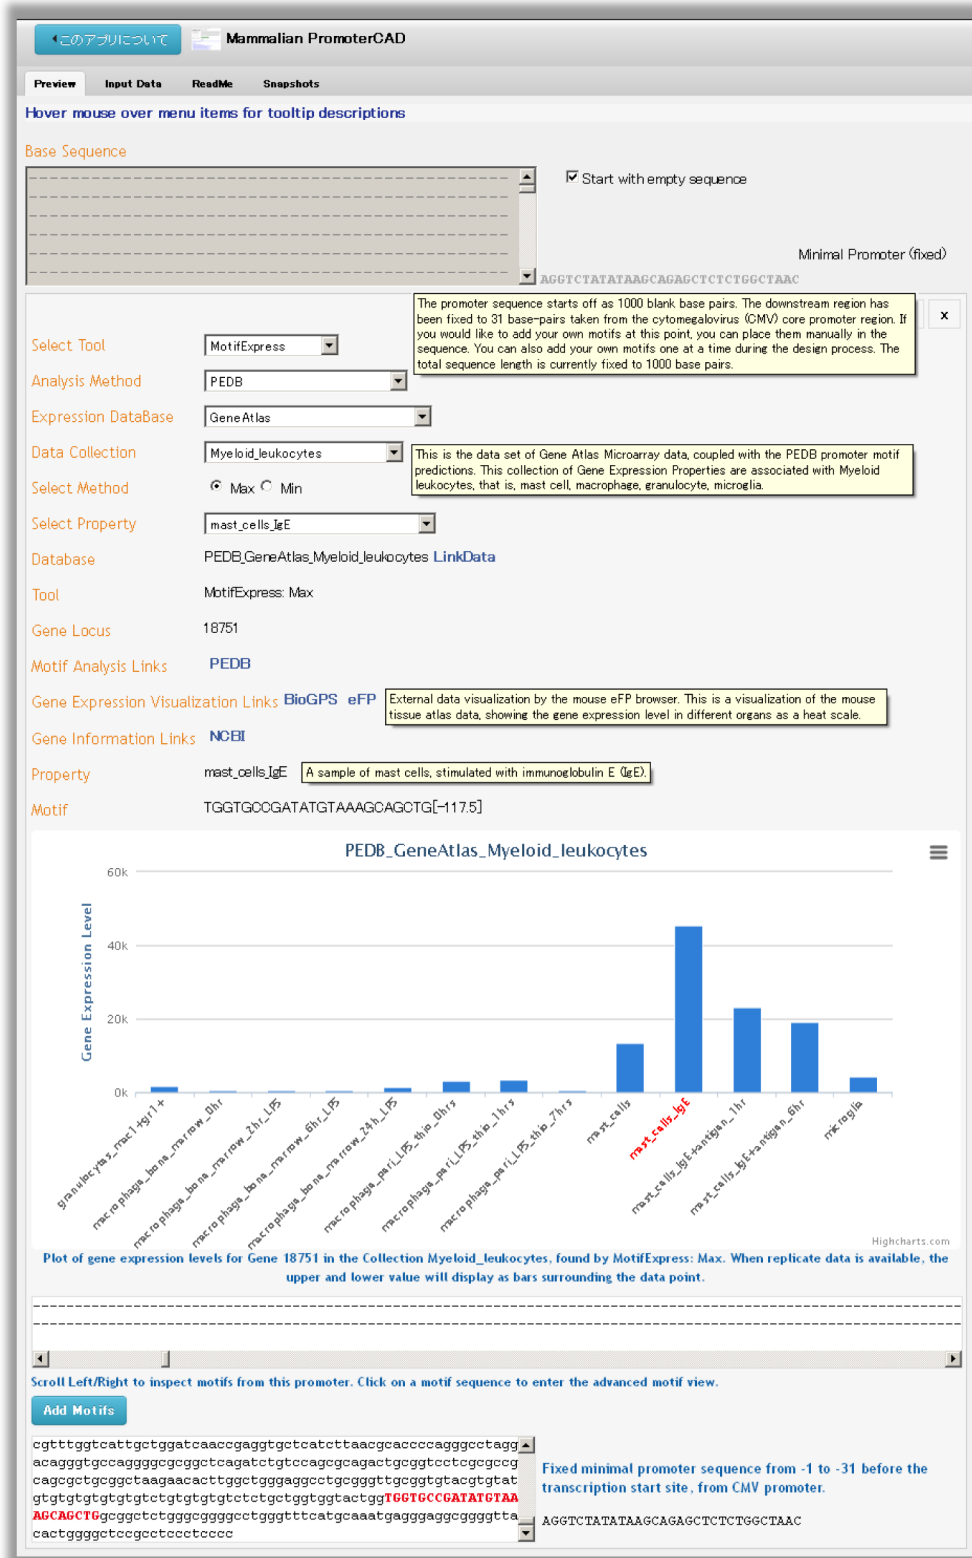 このアプリについて
Mammalian PromoterCAD
Preview Input Data ReadMe Snapshots
Hover mouse over menu items for tooltip descriptions
Base Sequence
Start with empty sequence
Minimal Promoter (fixed)
AGGTCTATATAAGCAGAGCTCTCTGGCTAAC
The promoter sequence starts off as 1000 blank base pairs. The downstream region has
been fixed to 31 base-pairs taken from the cytomegalovirus (CMV) core promoter region. If
you would like to add your own motifs at this point, you can place them manually in the
sequence. You can also add your own motifs one at a time during the design process. The
total sequence length is currently fixed to 1000 base pairs.
x
Select Tool MotifExpress
Analysis Method PEDB
Expression DataBase GeneAtlas
Data Collection Myeloid_leukocytes
This is the data set of Gene Atlas Microarray data, coupled with the PEDB promoter motif
predictions. This collection of Gene Expression Properties are associated with Myeloid
leukocytes, that is, mast cell, macrophage, granulocyte, microglia.
Select Method Max Min
Select Property mast_cells_IgE
Database PEDB_GeneAtlas_Myeloid_leukocytes LinkData
Tool MotifExpress: Max
Gene Locus 18751
Motif Analysis Links PEDB
Gene Expression Visualization Links BioGPS eFP
External data visualization by the mouse eFP browser. This is a visualization of the mouse
tissue atlas data, showing the gene expression level in different organs as a heat scale.
Gene Information Links NCBI
Property mast_cells_IgE A sample of mast cells, stimulated with immunoglobulin E (IgE).
Motif TGGTGCCGATATGTAAAGCAGCTG[-117.5]
PEDB_GeneAtlas_Myeloid_leukocytes
Gene Expression Level
60k
40k
20k
0k
granulocytes_mac1+gr1+
macrophage_bone_marrow_0hr
macrophage_bone_marrow_2hr_LPS
macrophage_bone_marrow_6hr_LPS
macrophage_bone_marrow_24h_LPS
macrophage_peri_LPS_thio_0hrs
macrophage_peri_LPS_thio_1hrs
macrophage_peri_LPS_thio_7hrs
mast_cells
mast_cells_IgE
mast_cells_IgE+antigen_1hr
mast_cells_IgE+antigen_6hr
microglia
Highcharts.com
Plot of gene expression levels for Gene 18751 in the Collection Myeloid_leukocytes, found by MotifExpress: Max. When replicate data is available, the
upper and lower value will display as bars surrounding the data point.
Scroll Left/Right to inspect motifs from this promoter. Click on a motif sequence to enter the advanced motif view.
Add Motifs
cgtttggtcattgctggatcaaccgaggtgctcatcttaacgcaccccagggcctagg
acagggtgccaggggcgcggctcagatctgtccagcgcagactgcggtcctcgcgccg
cagcgctgcggctaagaacacttggctgggaggcctgcgggttgcggtgtacgtgtat
gtgtgtgtgtgtgtctgtgtgtgtctctgctggtggtactggTGGTGCCGATATGTAA
AGCAGCTGgcggctctgggcggggcctgggtttcatgcaaatgagggaggcggggtta
cactggggctccgcctccctcccc
Fixed minimal promoter sequence from -1 to -31 before the
transcription start site, from CMV promoter.
AGGTCTATATAAGCAGAGCTCTCTGGCTAAC